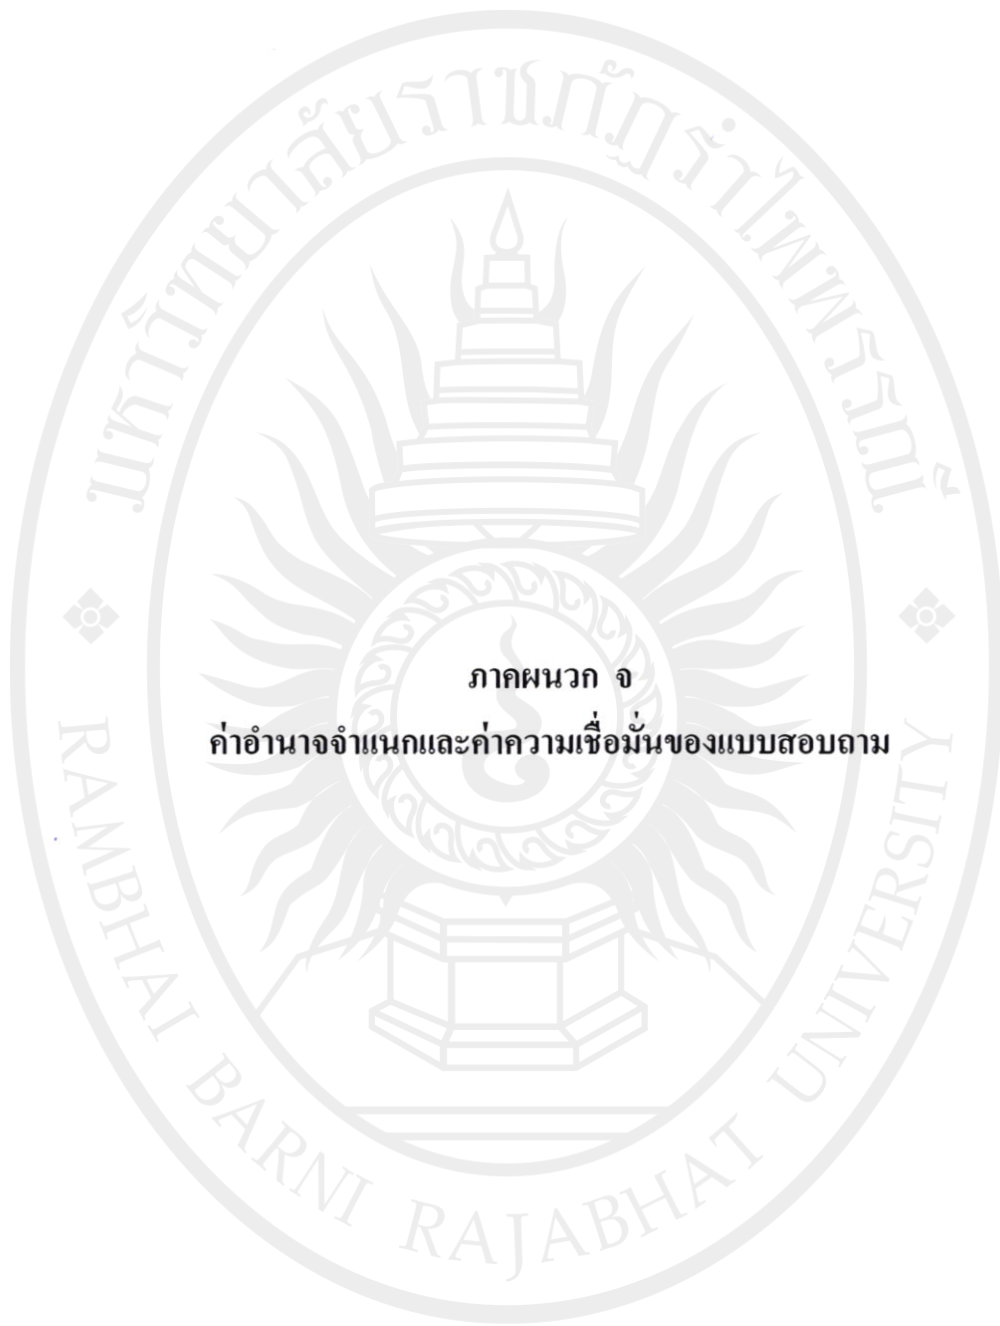 มหาวิทยาลัยราชภัฏรำไพพรรณี
ภาคผนวก จ
ค่าอำนาจจำแนกและค่าความเชื่อมั่นของแบบสอบถาม
RAMBHAI BARNI RAJABHAT UNIVERSITY